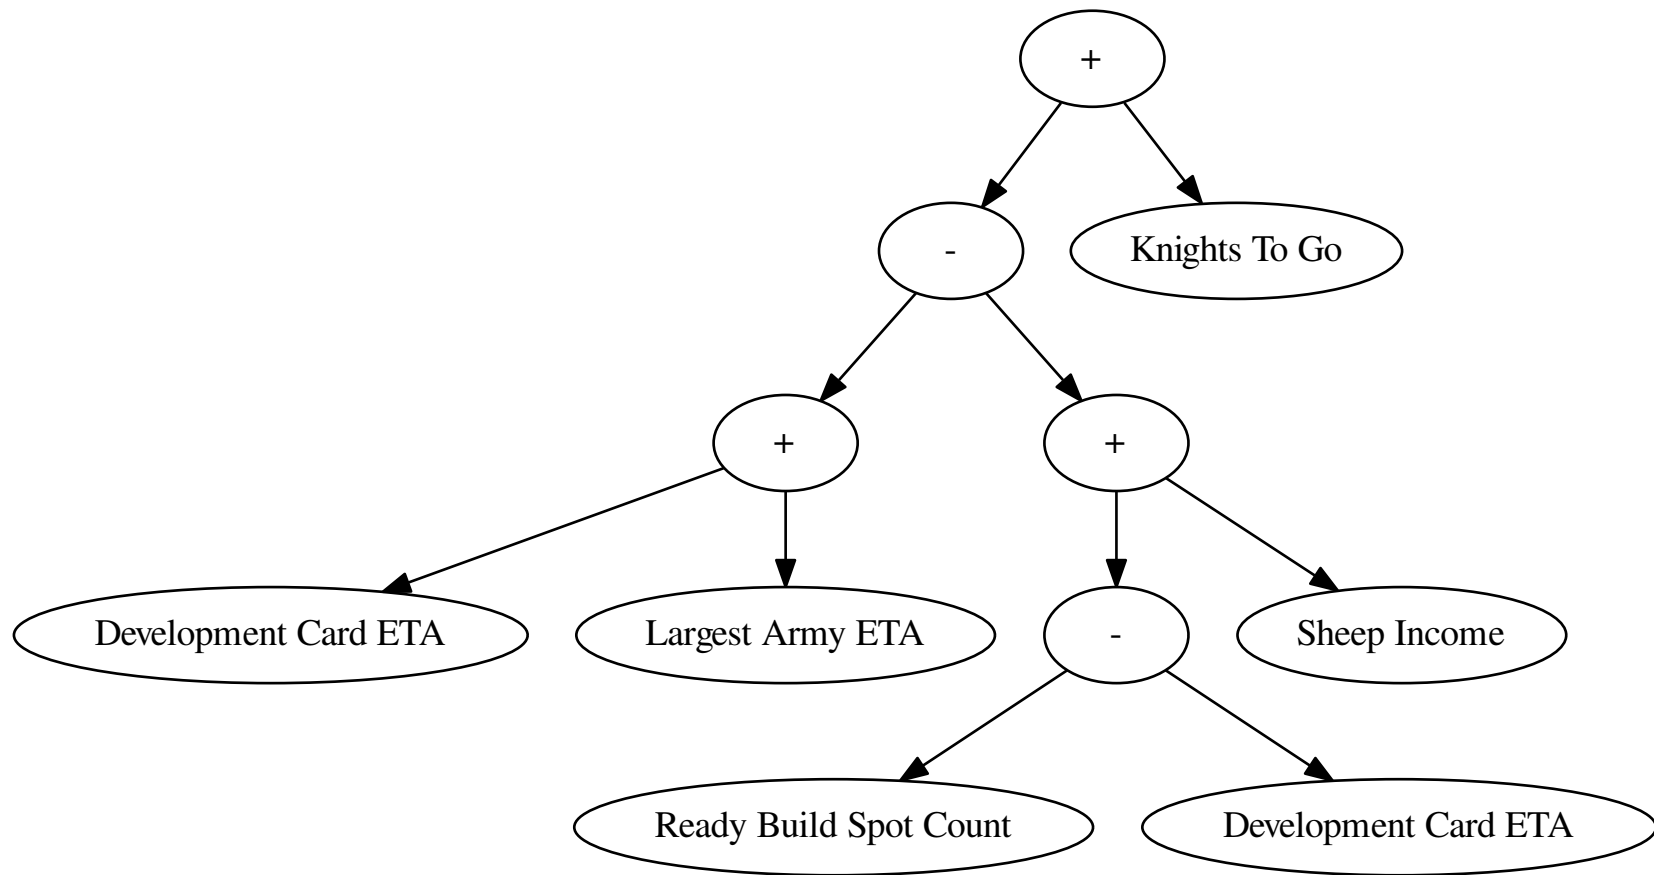 +
-
Knights To Go
+
+
Development Card ETA
Largest Army ETA
-
Sheep Income
Ready Build Spot Count
Development Card ETA